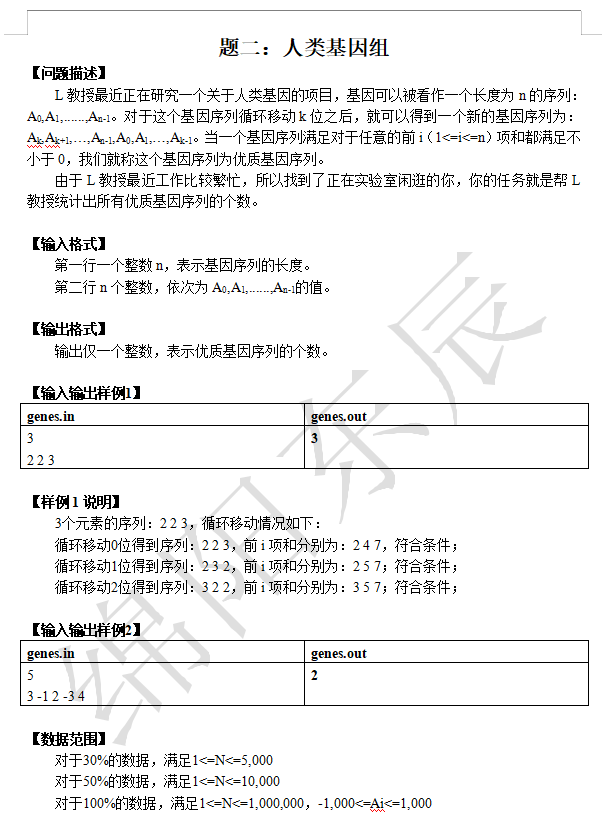 题二：人类基因组
【问题描述】
L 教授最近正在研究一个关于人类基因的项目，基因可以被看作一个长度为 n 的序列：
A0,A1,……,An-1。对于这个基因序列循环移动 k 位之后，就可以得到一个新的基因序列为：
Ak,Ak+1,…,An-1,A0,A1,…,Ak-1。当一个基因序列满足对于任意的前 i（1<=i<=n）项和都满足不
小于 0，我们就称这个基因序列为优质基因序列。
由于 L 教授最近工作比较繁忙，所以找到了正在实验室闲逛的你，你的任务就是帮 L
教授统计出所有优质基因序列的个数。
【输入格式】
第一行一个整数 n，表示基因序列的长度。
第二行 n 个整数，依次为 A0,A1,……,An-1的值。
【输出格式】
输出仅一个整数，表示优质基因序列的个数。
【输入输出样例1】
genes.in genes.out
3 3
2 2 3
【样例 1 说明】
3个元素的序列：2 2 3，循环移动情况如下：
循环移动0位得到序列：2 2 3，前 i 项和分别为：2 4 7，符合条件；
循环移动1位得到序列：2 3 2，前 i 项和分别为：2 5 7；符合条件；
循环移动2位得到序列：3 2 2，前 i 项和分别为：3 5 7；符合条件；
【输入输出样例2】
genes.in genes.out
5 2
3 -1 2 -3 4
【数据范围】
对于30%的数据，满足1<=N<=5,000
对于50%的数据，满足1<=N<=10,000
对于100%的数据，满足1<=N<=1,000,000，-1,000<=Ai<=1,000
绵阳东辰